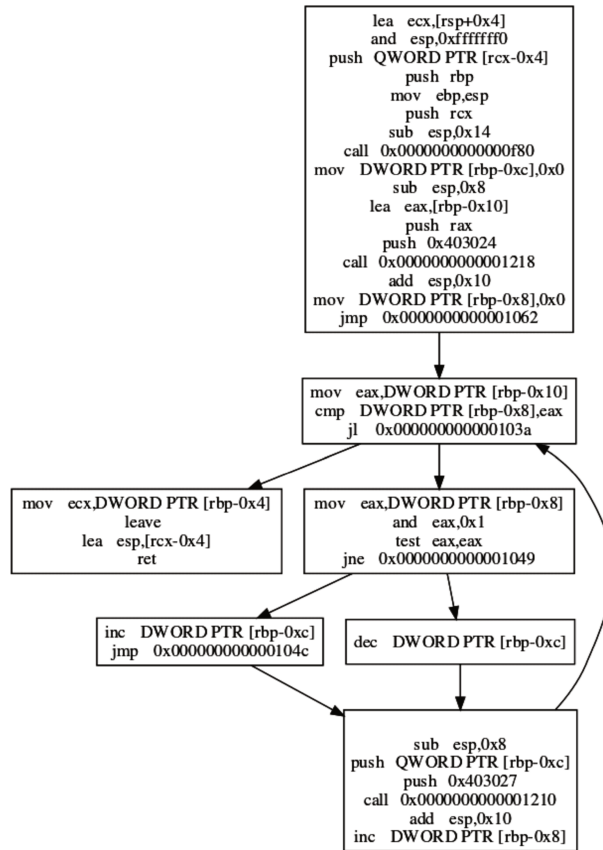 lea ecx,[rsp+0x4]
and esp,0xfffffff0
push QWORD PTR [rcx-0x4]
push rbp
mov ebp,esp
push rcx
sub esp,0x14
call 0x0000000000000f80
mov DWORD PTR [rbp-0xc],0x0
sub esp,0x8
lea eax,[rbp-0x10]
push rax
push 0x403024
call 0x0000000000001218
add esp,0x10
mov DWORD PTR [rbp-0x8],0x0
jmp 0x0000000000001062
mov eax,DWORD PTR [rbp-0x10]
cmp DWORD PTR [rbp-0x8],eax
jl 0x000000000000103a
mov ecx,DWORD PTR [rbp-0x4]
leave
lea esp,[rcx-0x4]
ret
mov eax,DWORD PTR [rbp-0x8]
and eax,0x1
test eax,eax
jne 0x0000000000001049
inc DWORD PTR [rbp-0xc]
jmp 0x000000000000104c
dec DWORD PTR [rbp-0xc]
sub esp,0x8
push QWORD PTR [rbp-0xc]
push 0x403027
call 0x0000000000001210
add esp,0x10
inc DWORD PTR [rbp-0x8]